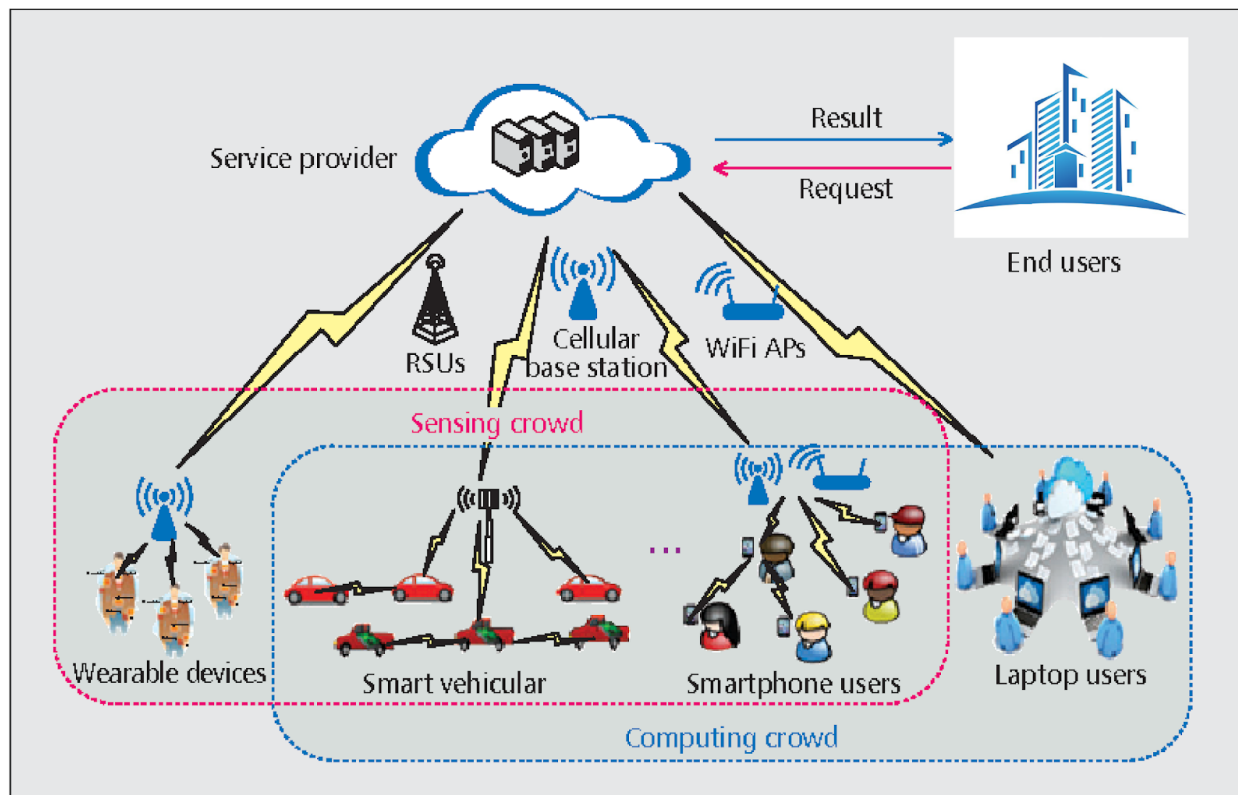 Result
Service provider
Request
End users
RSUs
Cellular
base station
WiFi APs
Sensing crowd
...
Wearable devices
Smart vehicular
Smartphone users
Laptop users
Computing crowd